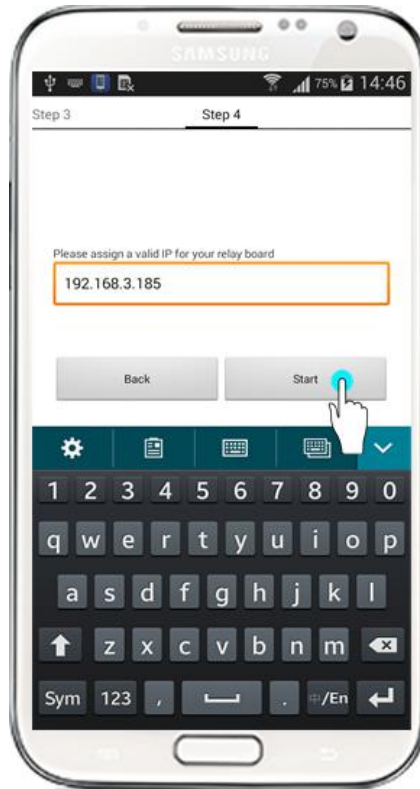 SAMSUNG
75% 14:46
Step 3 Step 4
Please assign a valid IP for your relay board
192.168.3.185
Back Start
1 2 3 4 5 6 7 8 9 0
q w e r t y u i o p
a s d f g h j k l
z x c v b n m
Sym 123 , . 中/En